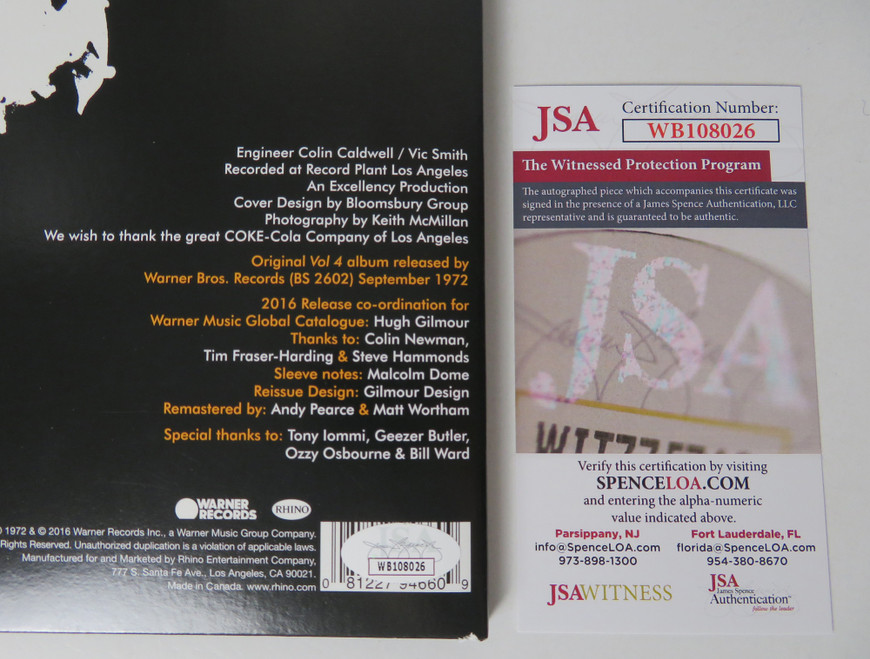 Engineer Colin Caldwell / Vic Smith
Recorded at Record Plant Los Angeles
An Excellency Production
Cover Design by Bloomsbury Group
Photography by Keith McMillan
We wish to thank the great COKE-Cola Company of Los Angeles
Original Vol 4 album released by
Warner Bros. Records (BS 2602) September 1972
2016 Release co-ordination for
Warner Music Global Catalogue: Hugh Gilmour
Thanks to: Colin Newman,
Tim Fraser-Harding & Steve Hammonds
Sleeve notes: Malcolm Dome
Reissue Design: Gilmour Design
Remastered by: Andy Pearce & Matt Wortham
Special thanks to: Tony Iommi, Geezer Butler,
Ozzy Osbourne & Bill Ward
WARNER
RECORDS
RHINO
1972 & © 2016 Warner Records Inc., a Warner Music Group Company.
Rights Reserved. Unauthorized duplication is a violation of applicable laws.
Manufactured for and Marketed by Rhino Entertainment Company,
777 S. Santa Fe Ave., Los Angeles, CA 90021.
Made in Canada. www.rhino.com
WB108026
0 81227 94660 9
JSA
Certification Number:
WB108026
The Witnessed Protection Program
The autographed piece which accompanies this certificate was
signed in the presence of a James Spence Authentication, LLC
representative and is guaranteed to be authentic.
JSA
Verify this certification by visiting
SPENCELOA.COM
and entering the alpha-numeric
value indicated above.
Parsippany, NJ
info@SpenceLOA.com
973-898-1300
Fort Lauderdale, FL
florida@SpenceLOA.com
954-380-8670
JSAWITNESS
JSA
James Spence
Authentication
follow the leader